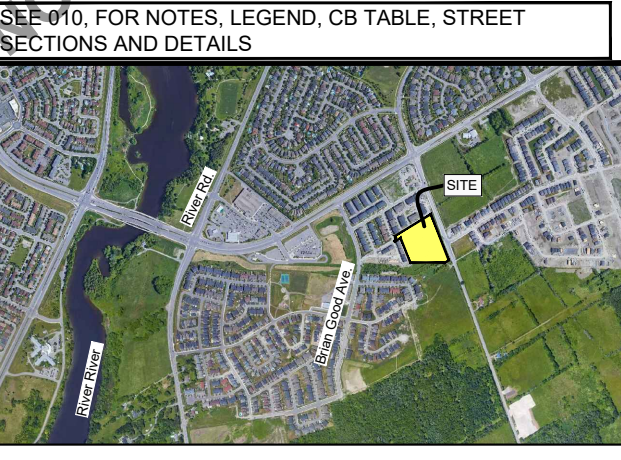 SEE 010, FOR NOTES, LEGEND, CB TABLE, STREET
SECTIONS AND DETAILS
River Rd.
SITE
Brian Good Ave.
River River